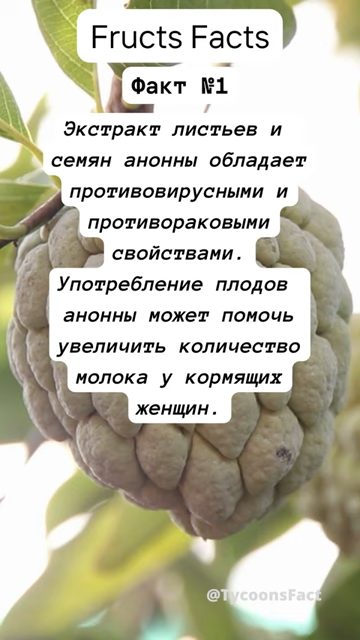 Fructs Facts
Факт №1
Экстракт листьев и
семян анонны обладает
противовирусными и
противораковыми
свойствами.
Употребление плодов
анонны может помочь
увеличить количество
молока у кормящих
женщин.
@TycoonsFact